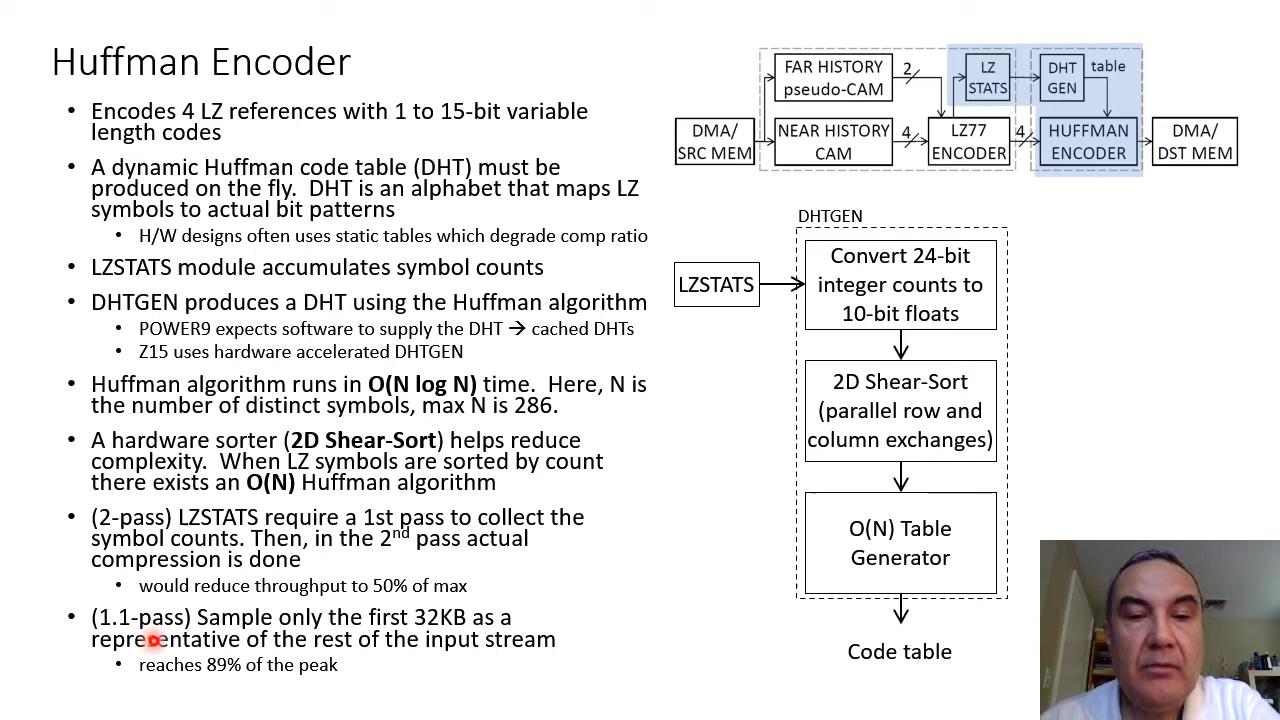 Huffman Encoder
• Encodes 4 LZ references with 1 to 15-bit variable
length codes
• A dynamic Huffman code table (DHT) must be
produced on the fly. DHT is an alphabet that maps LZ
symbols to actual bit patterns
• H/W designs often uses static tables which degrade comp ratio
• LZSTATS module accumulates symbol counts
• DHTGEN produces a DHT using the Huffman algorithm
• POWER9 expects software to supply the DHT → cached DHTs
• Z15 uses hardware accelerated DHTGEN
• Huffman algorithm runs in O(N log N) time. Here, N is
the number of distinct symbols, max N is 286.
• A hardware sorter (2D Shear-Sort) helps reduce
complexity. When LZ symbols are sorted by count
there exists an O(N) Huffman algorithm
• (2-pass) LZSTATS require a 1st pass to collect the
symbol counts. Then, in the 2nd pass actual
compression is done
• would reduce throughput to 50% of max
• (1.1-pass) Sample only the first 32KB as a
representative of the rest of the input stream
• reaches 89% of the peak
DMA/
SRC MEM
FAR HISTORY
pseudo-CAM
2
NEAR HISTORY
CAM
4
LZ
STATS
LZ77
ENCODER
4
DHT
GEN
table
HUFFMAN
ENCODER
DMA/
DST MEM
DHTGEN
LZSTATS
Convert 24-bit
integer counts to
10-bit floats
2D Shear-Sort
(parallel row and
column exchanges)
O(N) Table
Generator
Code table